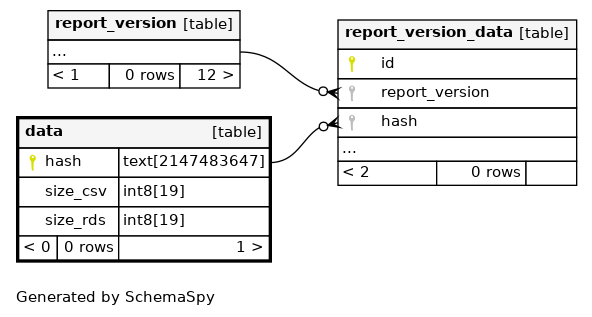 report_version [table]
...
< 1 0 rows 12 >
report_version_data [table]
id
report_version
hash
...
< 2 0 rows
data [table]
hash text[2147483647]
size_csv int8[19]
size_rds int8[19]
< 0 0 rows 1 >
Generated by SchemaSpy